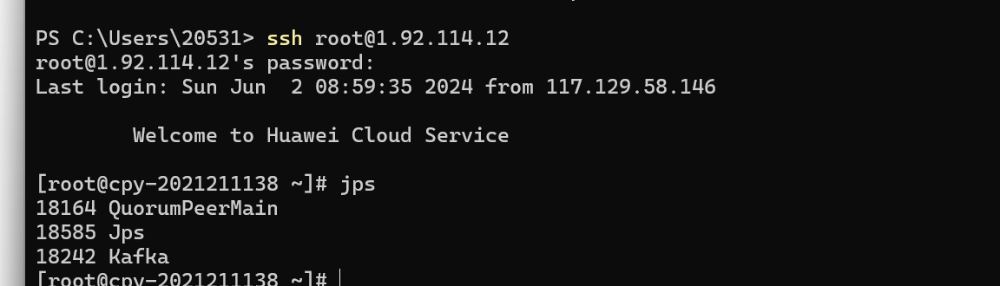 PS C:\Users\20531> ssh root@1.92.114.12
root@1.92.114.12's password:
Last login: Sun Jun  2 08:59:35 2024 from 117.129.58.146
Welcome to Huawei Cloud Service
[root@cpy-2021211138 ~]# jps
18164 QuorumPeerMain
18585 Jps
18242 Kafka
[root@cpy-2021211138 ~]#